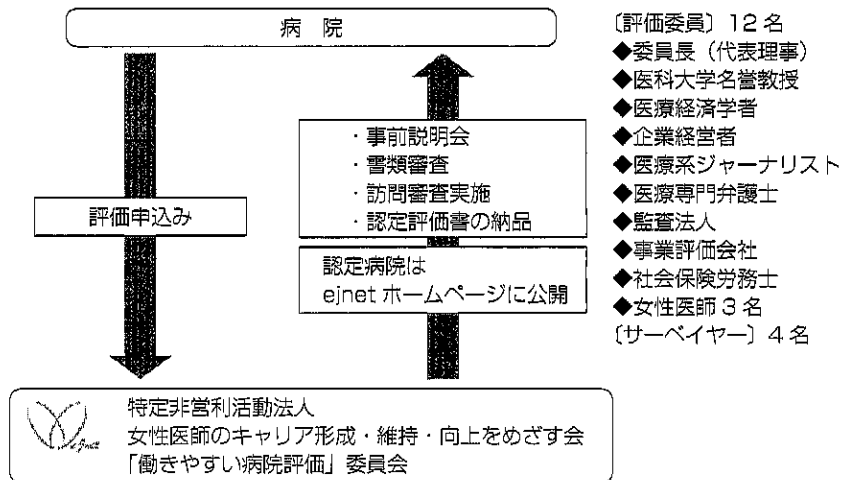 病 院
評価申込み
・事前説明会
・書類審査
・訪問審査実施
・認定評価書の納品
認定病院は
ejnet ホームページに公開
特定非営利活動法人
女性医師のキャリア形成・維持・向上をめざす会
「働きやすい病院評価」委員会
ejnet
〔評価委員〕12 名
◆委員長（代表理事）
◆医科大学名誉教授
◆医療経済学者
◆企業経営者
◆医療系ジャーナリスト
◆医療専門弁護士
◆監査法人
◆事業評価会社
◆社会保険労務士
◆女性医師 3 名
〔サーベイヤー〕4 名